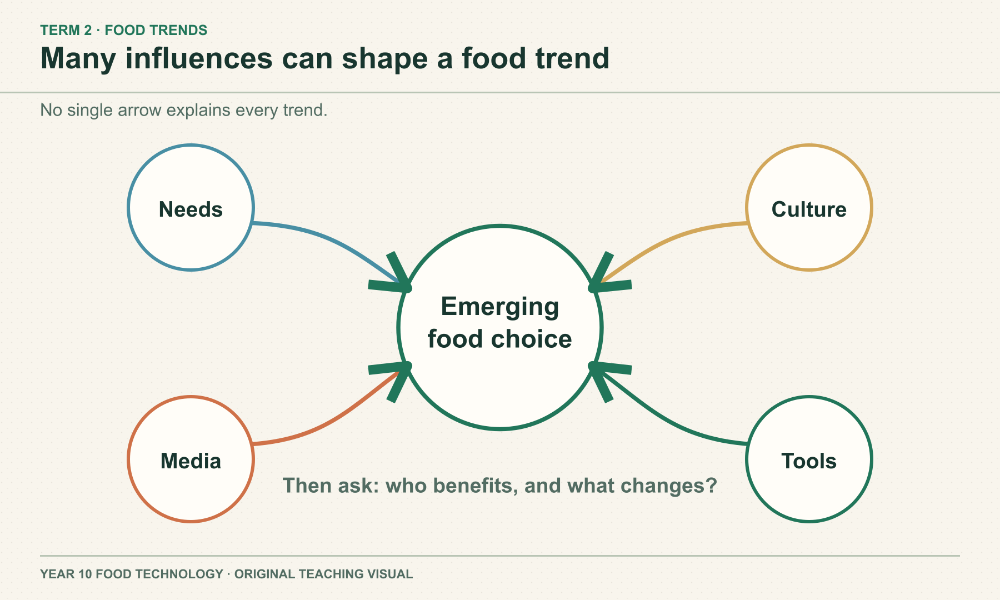 TERM 2 · FOOD TRENDS
Many influences can shape a food trend
No single arrow explains every trend.
Needs
Culture
Emerging
food choice
Media
Tools
Then ask: who benefits, and what changes?
YEAR 10 FOOD TECHNOLOGY · ORIGINAL TEACHING VISUAL